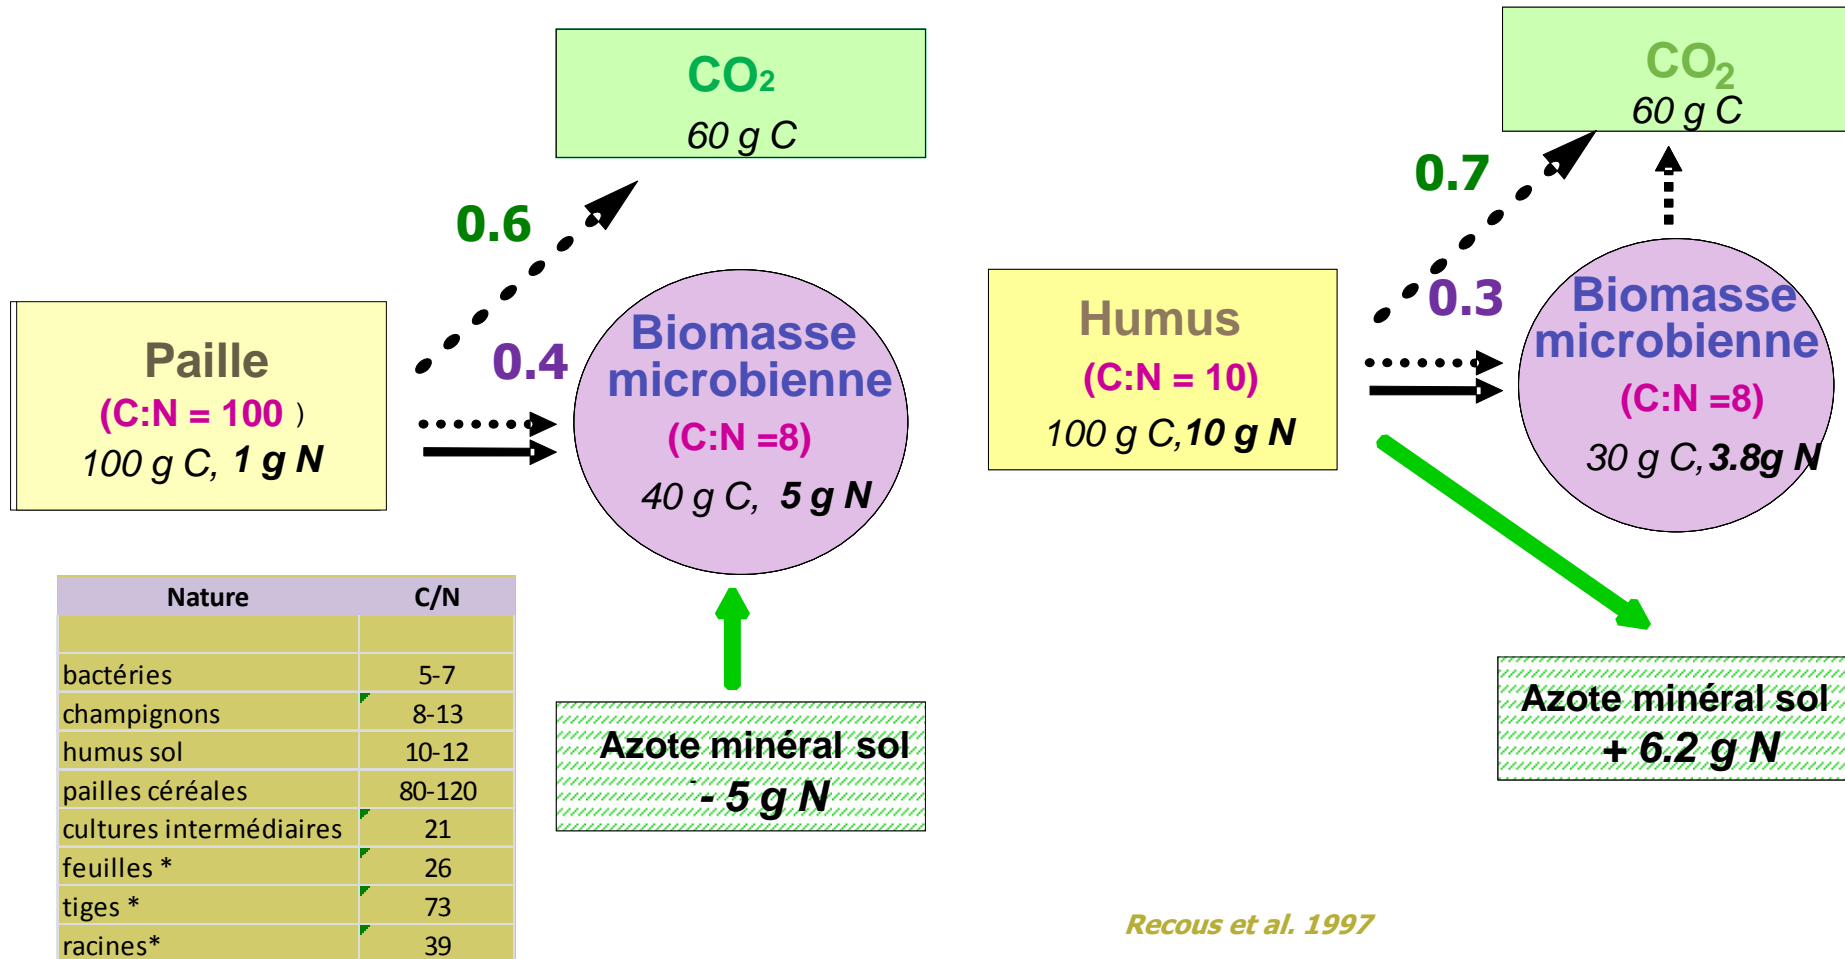 CO2
60 g C
0.6
Paille
(C:N = 100 )
100 g C, 1 g N
0.4
Biomasse
microbienne
(C:N =8)
40 g C, 5 g N
Azote minéral sol
- - 5 g N
CO2
60 g C
0.7
Humus
(C:N = 10)
100 g C,10 g N
0.3
Biomasse
microbienne
(C:N =8)
30 g C,3.8g N
Azote minéral sol
+ 6.2 g N
Nature C/N
bactéries 5-7
champignons 8-13
humus sol 10-12
pailles céréales 80-120
cultures intermédiaires 21
feuilles * 26
tiges * 73
racines* 39
Recous et al. 1997